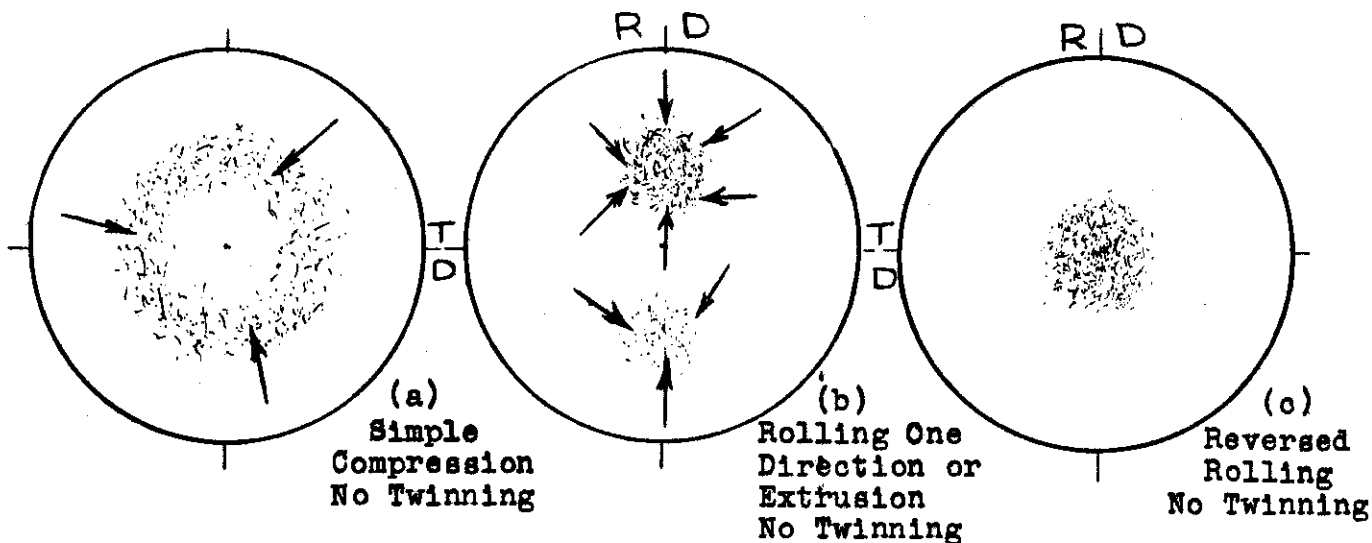 R D
R D
T
D
T
D
(a)
Simple
Compression
No Twinning
(b)
Rolling One
Direction or
Extrusion
No Twinning
(c)
Reversed
Rolling
No Twinning